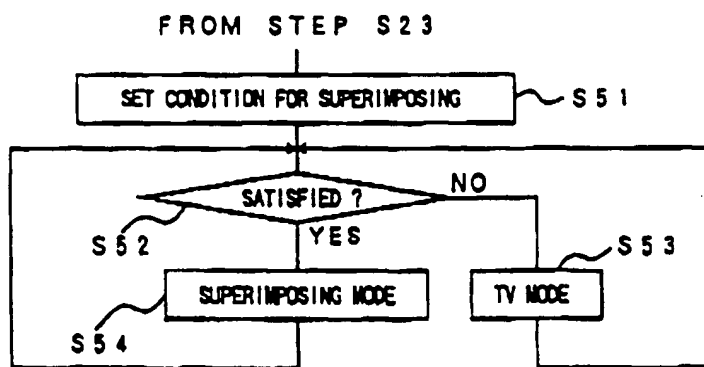 FROM STEP S23
SET CONDITION FOR SUPERIMPOSING
S51
SATISFIED ?
NO
S52
YES
S53
SUPERIMPOSING MODE
TV MODE
S54